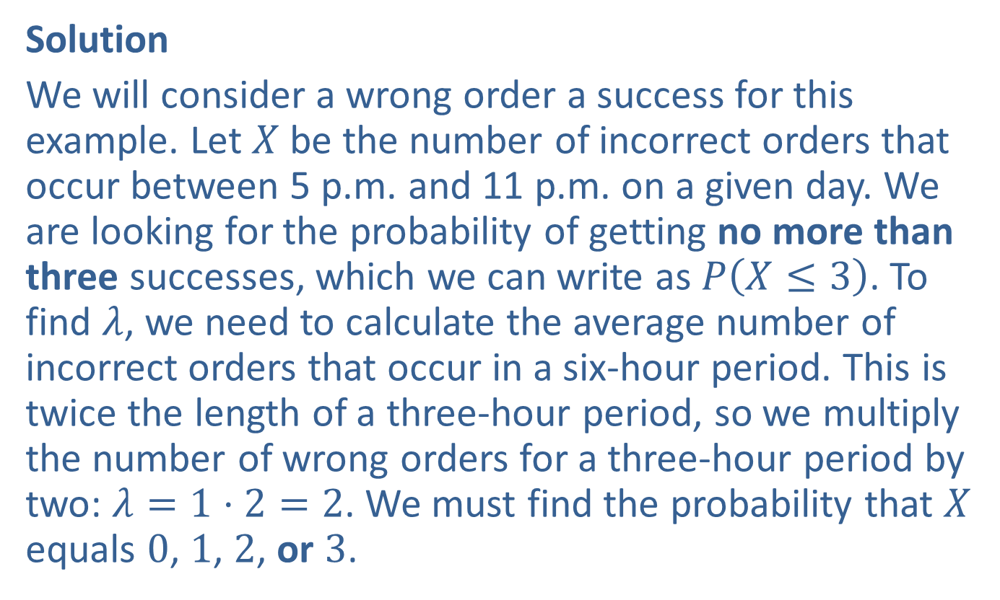 Solution
We will consider a wrong order a success for this
example. Let X be the number of incorrect orders that
occur between 5 p.m. and 11 p.m. on a given day. We
are looking for the probability of getting no more than
three successes, which we can write as P(X ≤ 3). To
find λ, we need to calculate the average number of
incorrect orders that occur in a six-hour period. This is
twice the length of a three-hour period, so we multiply
the number of wrong orders for a three-hour period by
two: λ = 1 · 2 = 2. We must find the probability that X
equals 0, 1, 2, or 3.